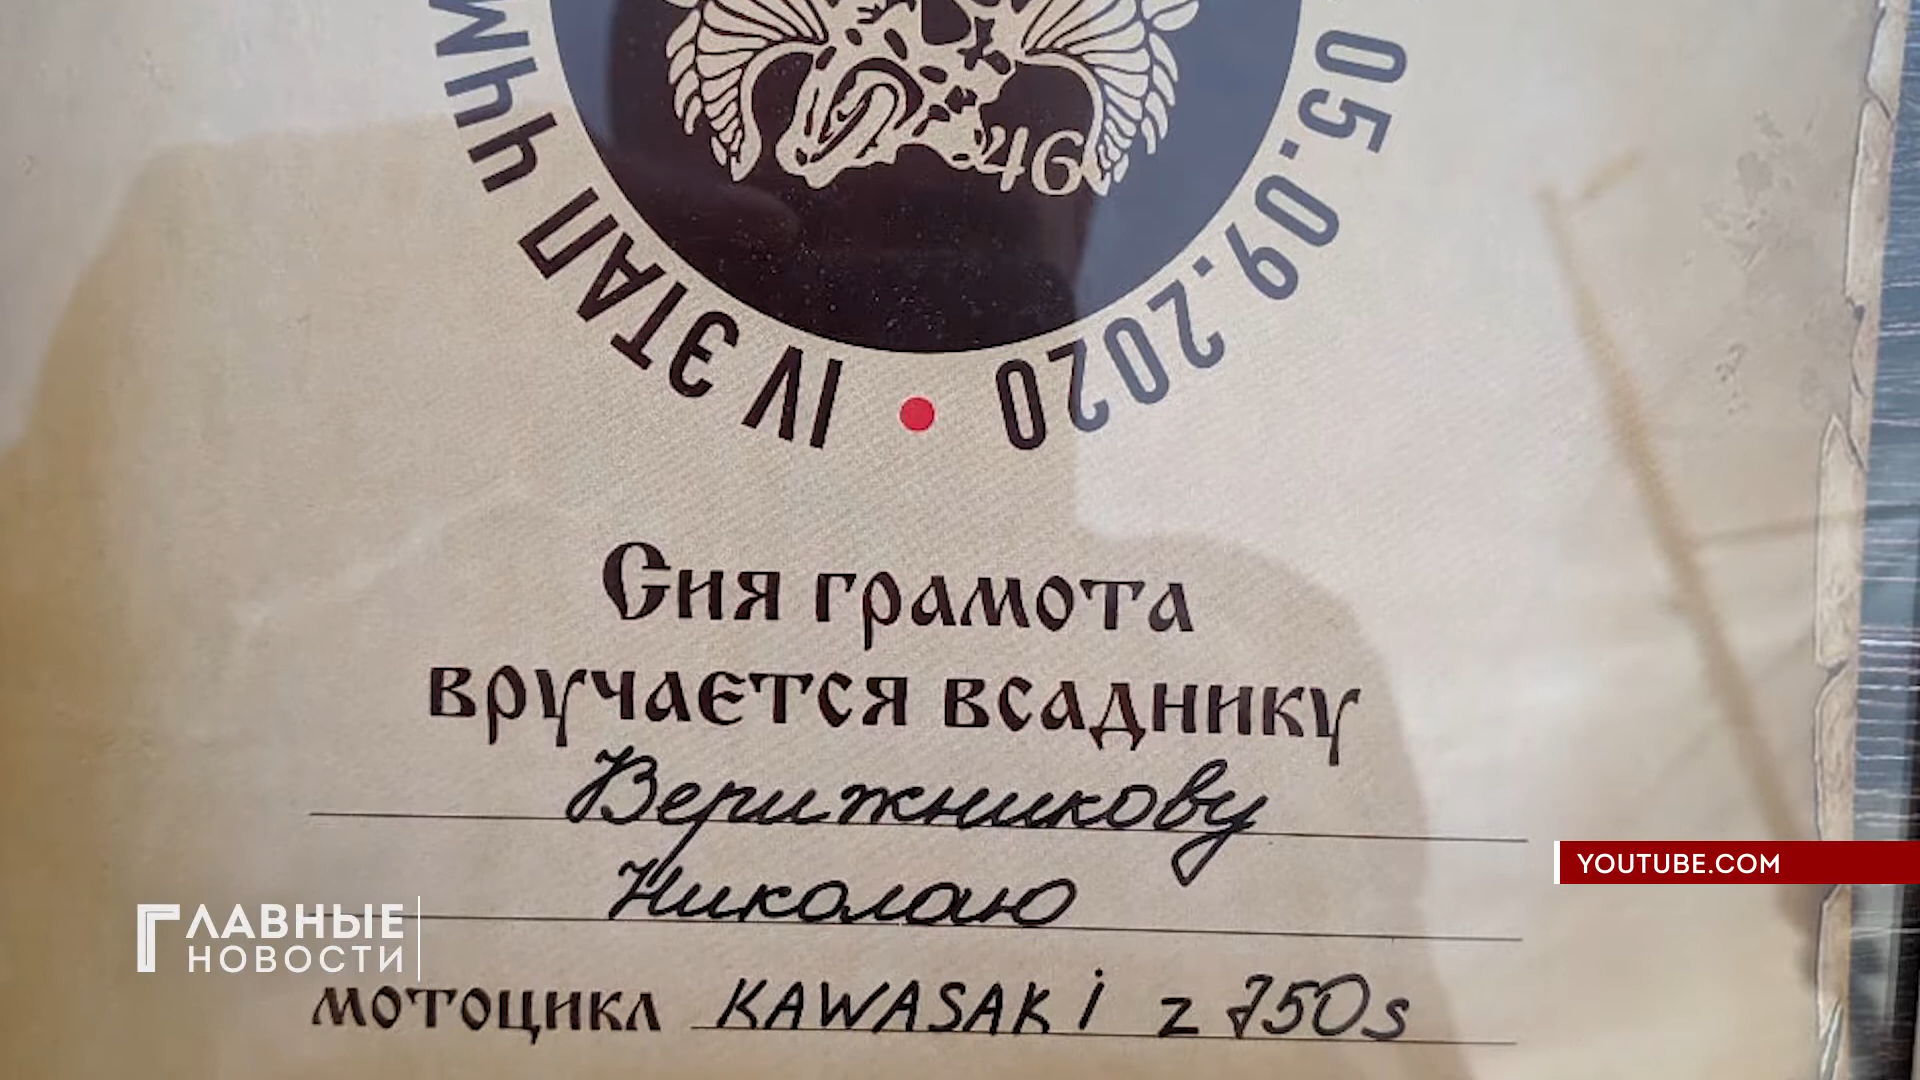 46
IV ЭТАП ЧЧМ
05.09.2020
Сия грамота
вручается всаднику
Верижникову
Николаю
мотоцикл KAWASAKI z 750s
YOUTUBE.COM
ГЛАВНЫЕ
НОВОСТИ